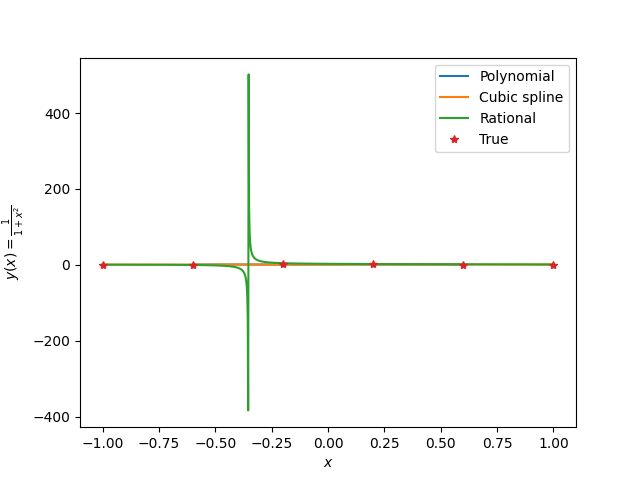 Polynomial
Cubic spline
Rational
True
400
200
0
−200
−400
y(x) = 1/(1 + x²)
−1.00 −0.75 −0.50 −0.25 0.00 0.25 0.50 0.75 1.00
x